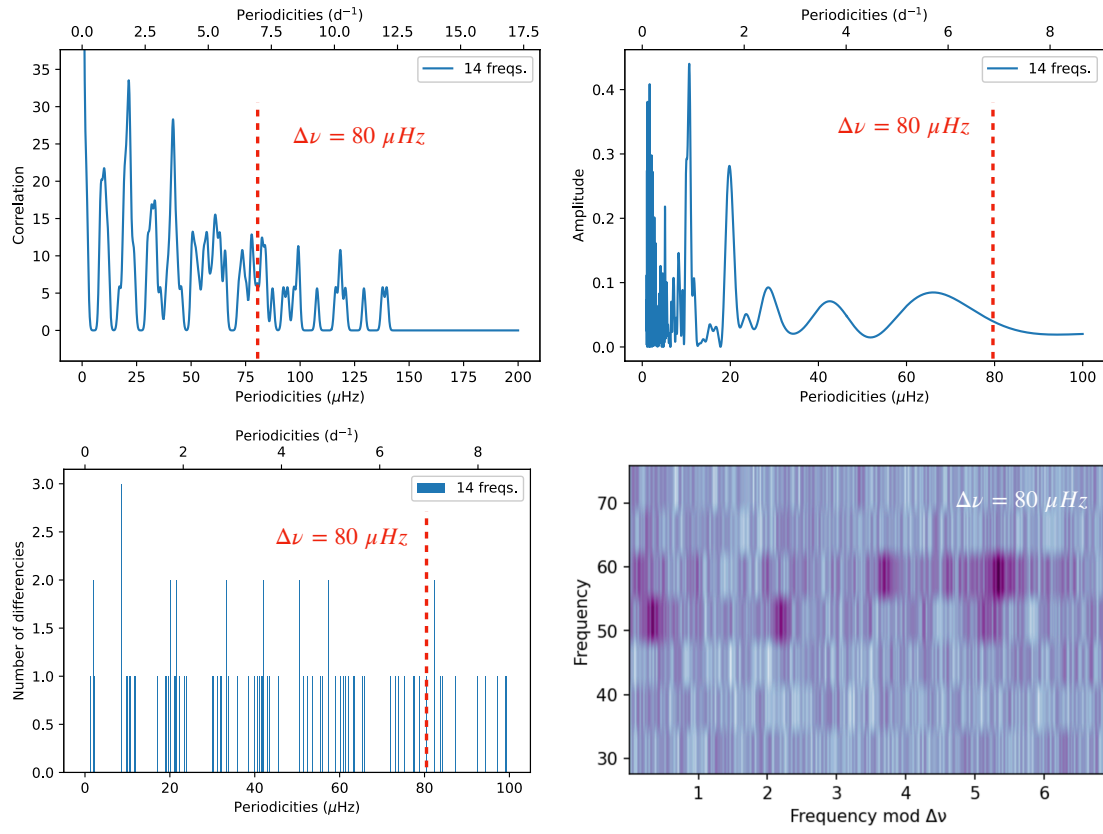 Periodicities (d⁻¹)
0.0 2.5 5.0 7.5 10.0 12.5 15.0 17.5
35
30
25
20
15
10
5
0
Correlation
14 freqs.
Δν = 80 μHz
0 25 50 75 100 125 150 175 200
Periodicities (μHz)
Periodicities (d⁻¹)
0 2 4 6 8
0.4
0.3
0.2
0.1
0.0
Amplitude
14 freqs.
Δν = 80 μHz
0 20 40 60 80 100
Periodicities (μHz)
Periodicities (d⁻¹)
0 2 4 6 8
3.0
2.5
2.0
1.5
1.0
0.5
0.0
Number of differencies
14 freqs.
Δν = 80 μHz
0 20 40 60 80 100
Periodicities (μHz)
70
60
50
40
30
Frequency
Δν = 80 μHz
1 2 3 4 5 6
Frequency mod Δν